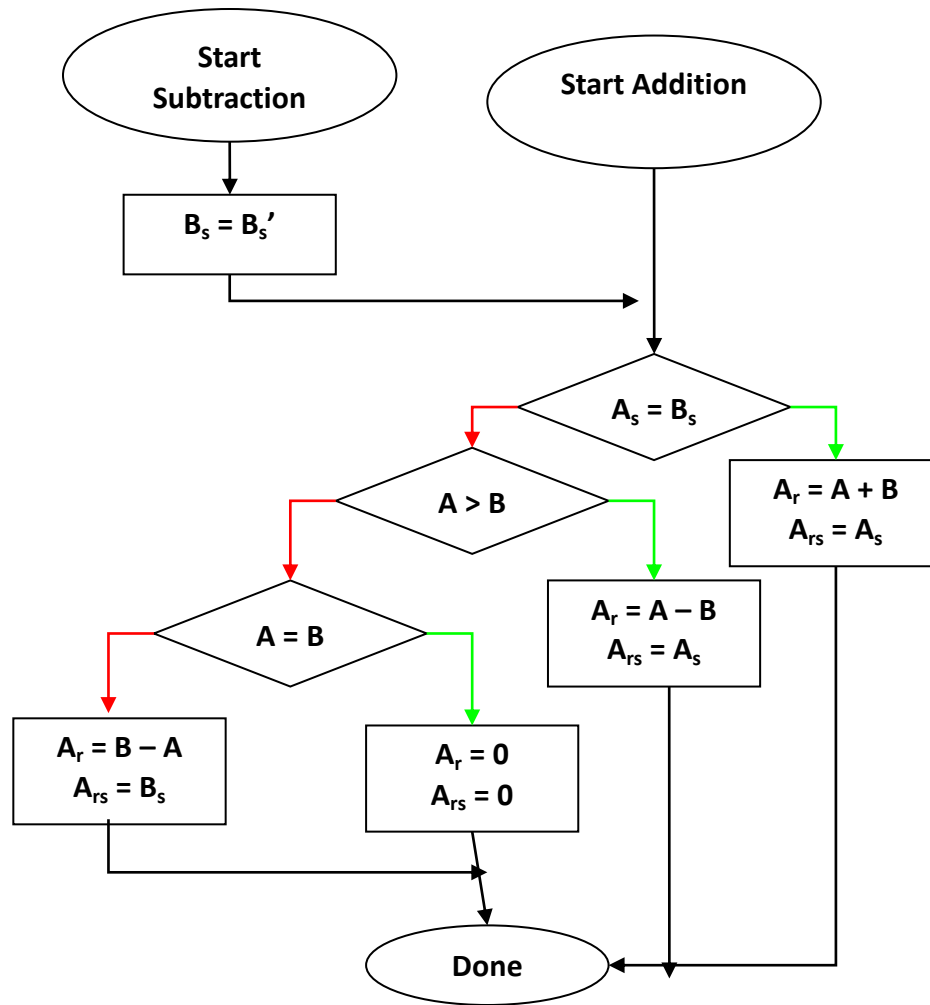 Start
Subtraction
Start Addition
Bₛ = Bₛ’
Aₛ = Bₛ
A > B
Aᵣ = A + B
Aᵣₛ = Aₛ
A = B
Aᵣ = A – B
Aᵣₛ = Aₛ
Aᵣ = B – A
Aᵣₛ = Bₛ
Aᵣ = 0
Aᵣₛ = 0
Done